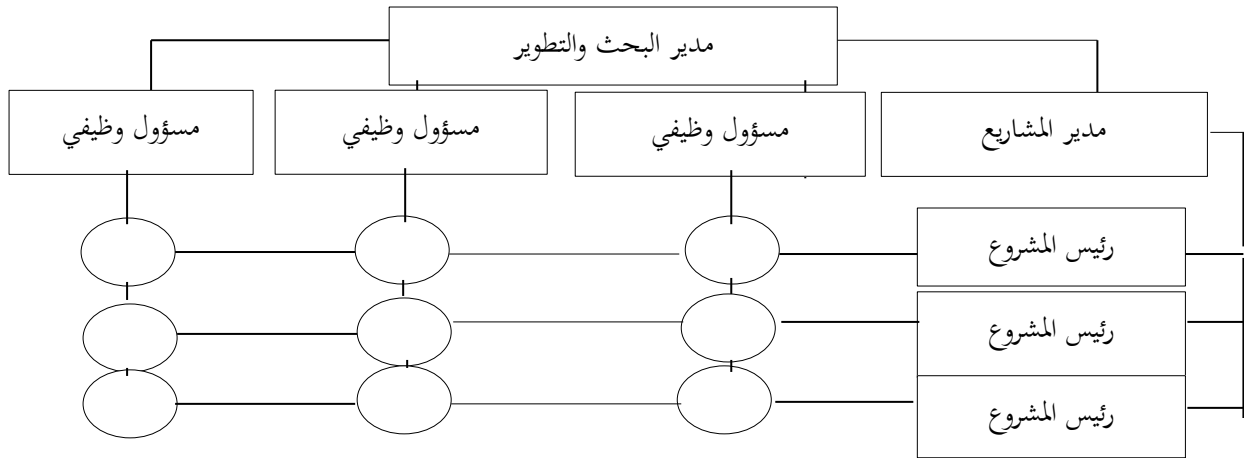 مدير البحث والتطوير
مدير المشاريع
مسؤول وظيفي
مسؤول وظيفي
مسؤول وظيفي
رئيس المشروع
رئيس المشروع
رئيس المشروع